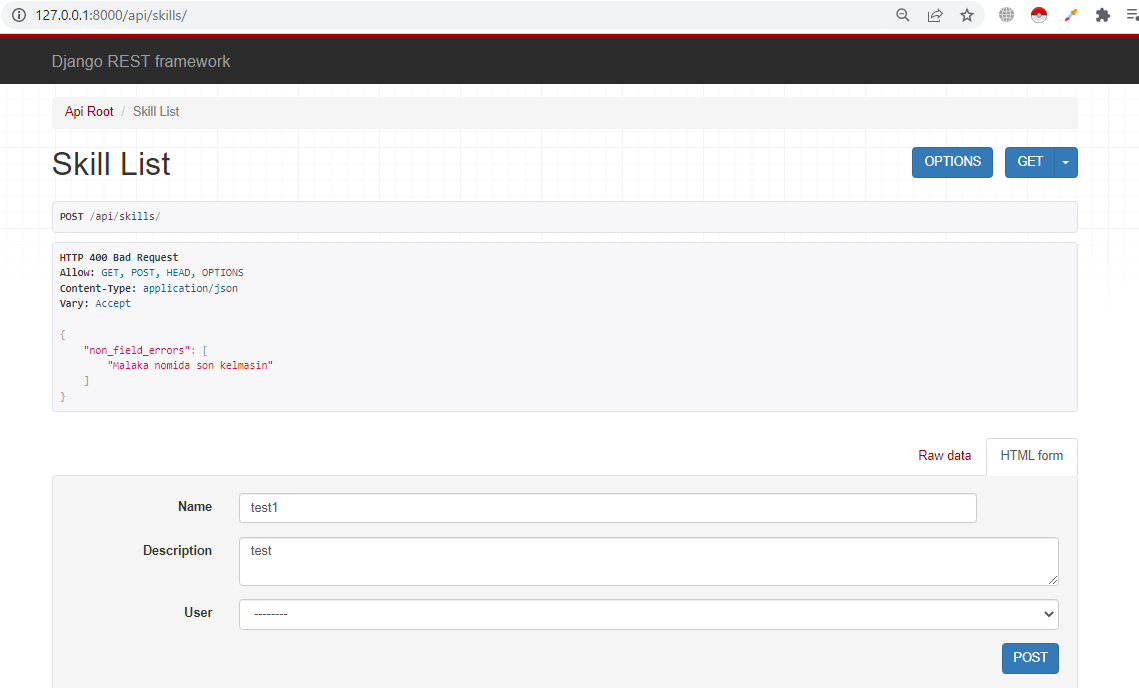 127.0.0.1:8000/api/skills/
Django REST framework
Api Root / Skill List
Skill List
OPTIONS
GET
POST /api/skills/
HTTP 400 Bad Request
Allow: GET, POST, HEAD, OPTIONS
Content-Type: application/json
Vary: Accept
{
"non_field_errors": [
"Malaka nomida son kelmasin"
]
}
Raw data
HTML form
Name
test1
Description
test
User
--------
POST